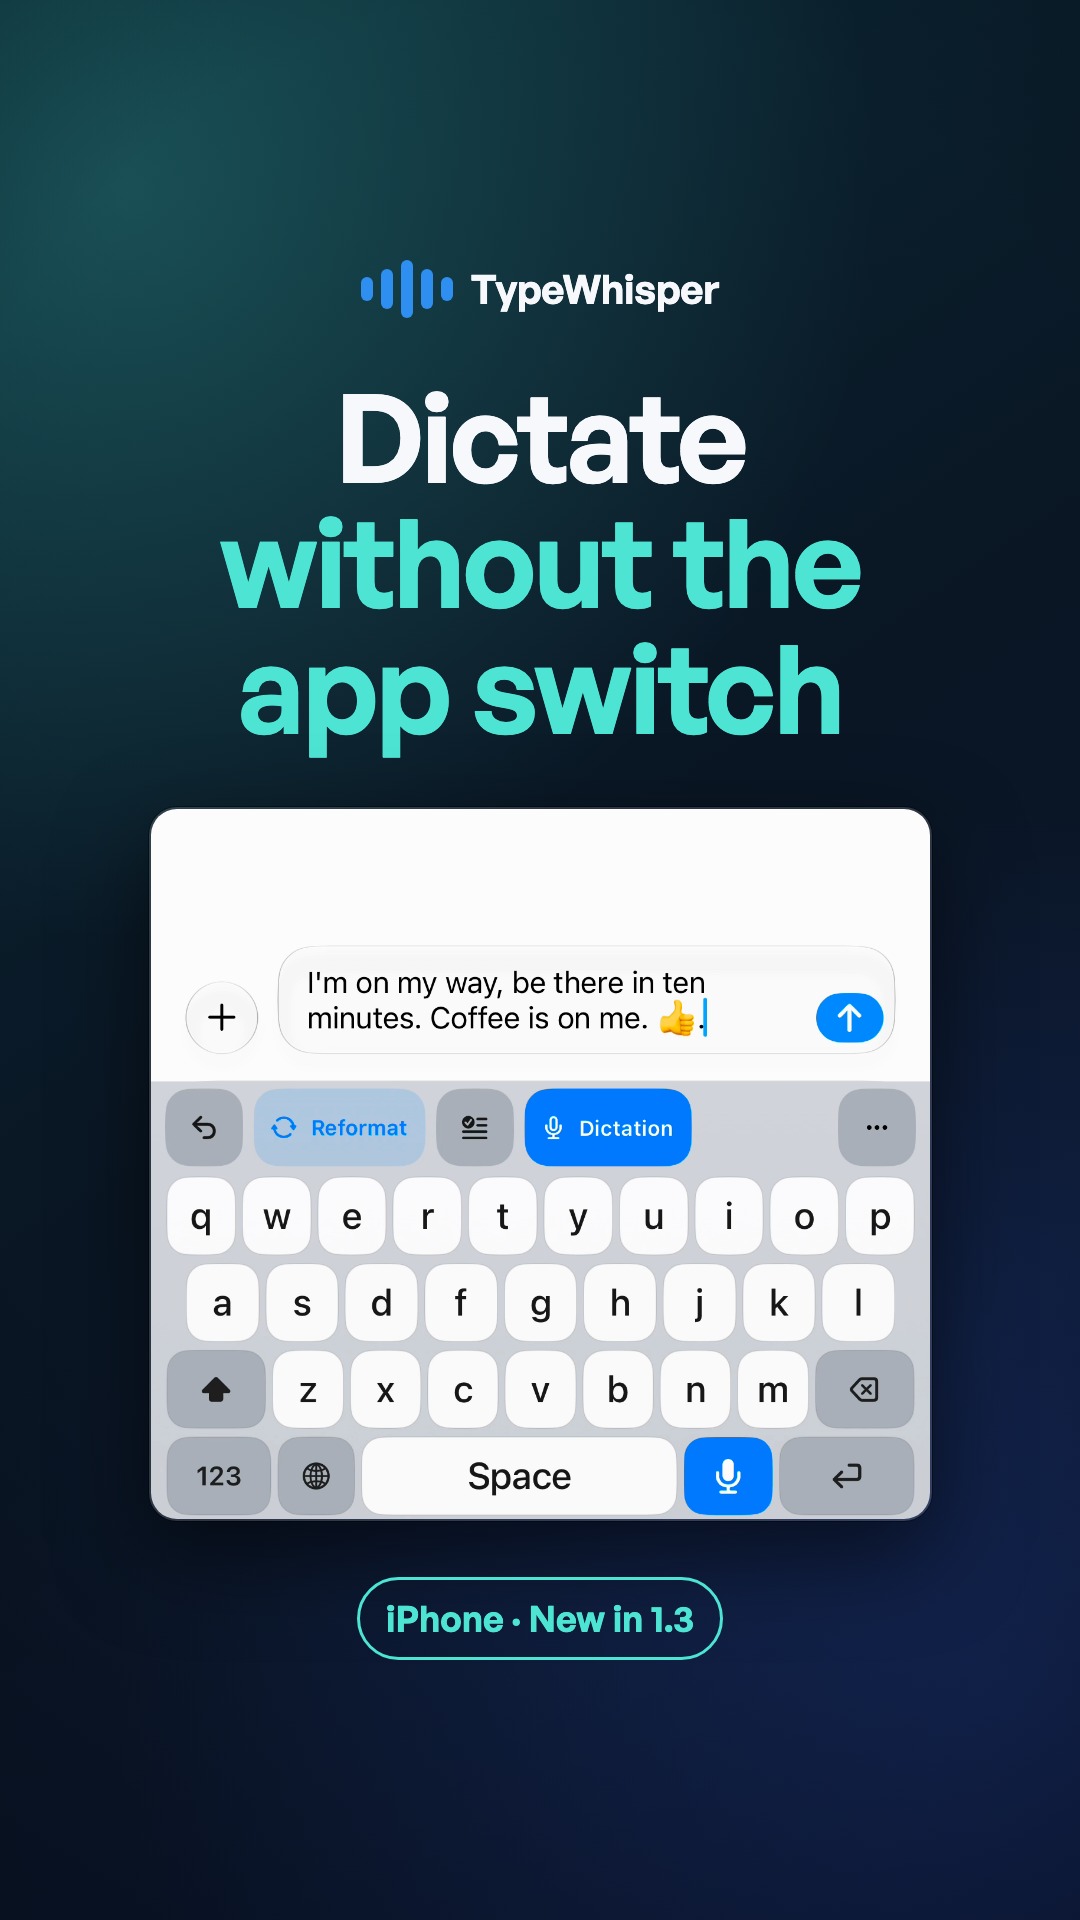 TypeWhisper
Dictate
without the
app switch
I'm on my way, be there in ten
minutes. Coffee is on me. 👍.
Reformat
Dictation
q w e r t y u i o p
a s d f g h j k l
z x c v b n m
123 Space
iPhone · New in 1.3